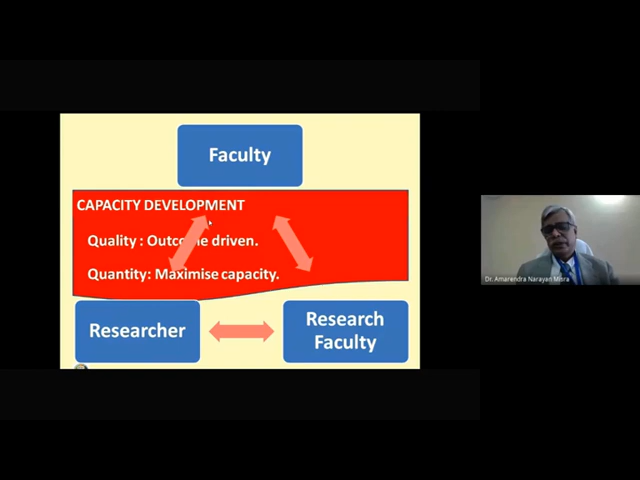 Faculty
CAPACITY DEVELOPMENT
Quality : Outcome driven.
Quantity: Maximise capacity.
Researcher
Research
Faculty
Dr. Amarendra Narayan Misra